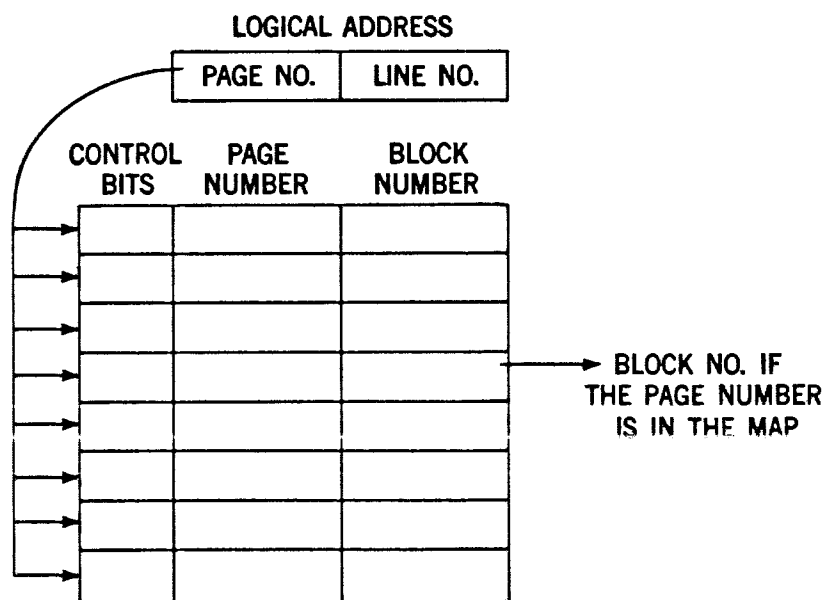 LOGICAL ADDRESS
PAGE NO. LINE NO.
CONTROL BITS
PAGE NUMBER
BLOCK NUMBER
BLOCK NO. IF
THE PAGE NUMBER
IS IN THE MAP